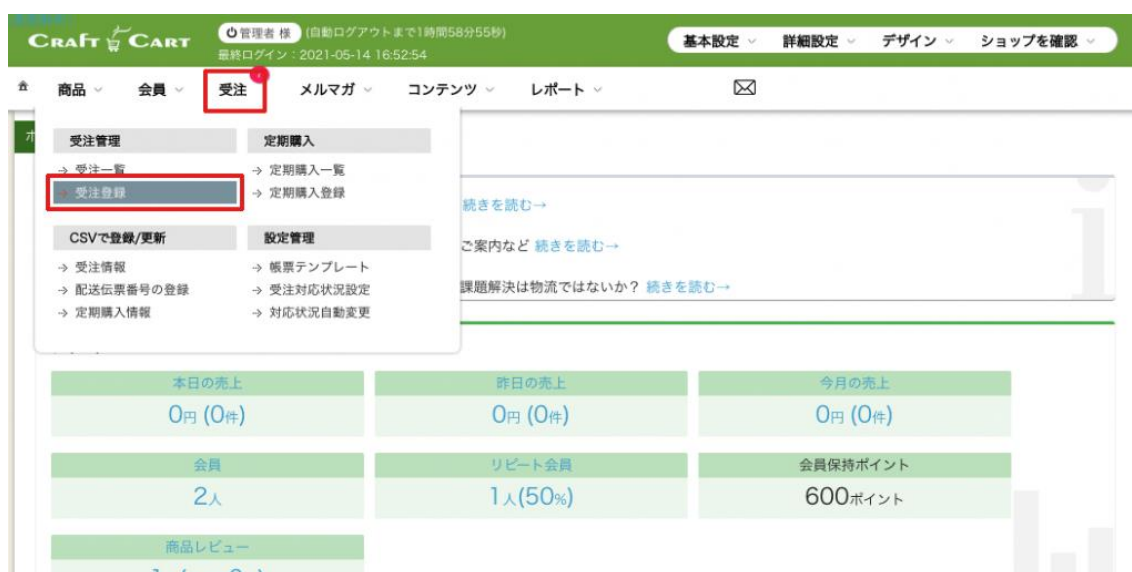 CRAFT CART
管理者 様 (自動ログアウトまで1時間58分55秒)
最終ログイン : 2021-05-14 16:52:54
基本設定 詳細設定 デザイン ショップを確認
商品 会員 受注 メルマガ コンテンツ レポート
受注管理 定期購入
→ 受注一覧 → 定期購入一覧
→ 受注登録 → 定期購入登録
続きを読む→
CSVで登録/更新 設定管理
ご案内など 続きを読む→
→ 受注情報 → 帳票テンプレート
→ 配送伝票番号の登録 → 受注対応状況設定
課題解決は物流ではないか? 続きを読む→
→ 定期購入情報 → 対応状況自動変更
本日の売上 昨日の売上 今月の売上
0円 (0件) 0円 (0件) 0円 (0件)
会員 リピート会員 会員保持ポイント
2人 1人(50%) 600ポイント
商品レビュー